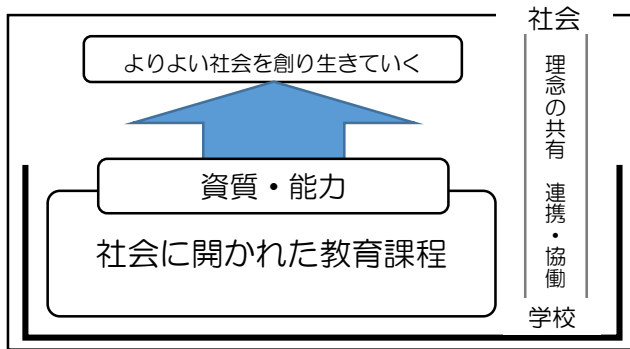 社会
よりよい社会を創り生きていく
理念の共有　連携・協働
資質・能力
社会に開かれた教育課程
学校